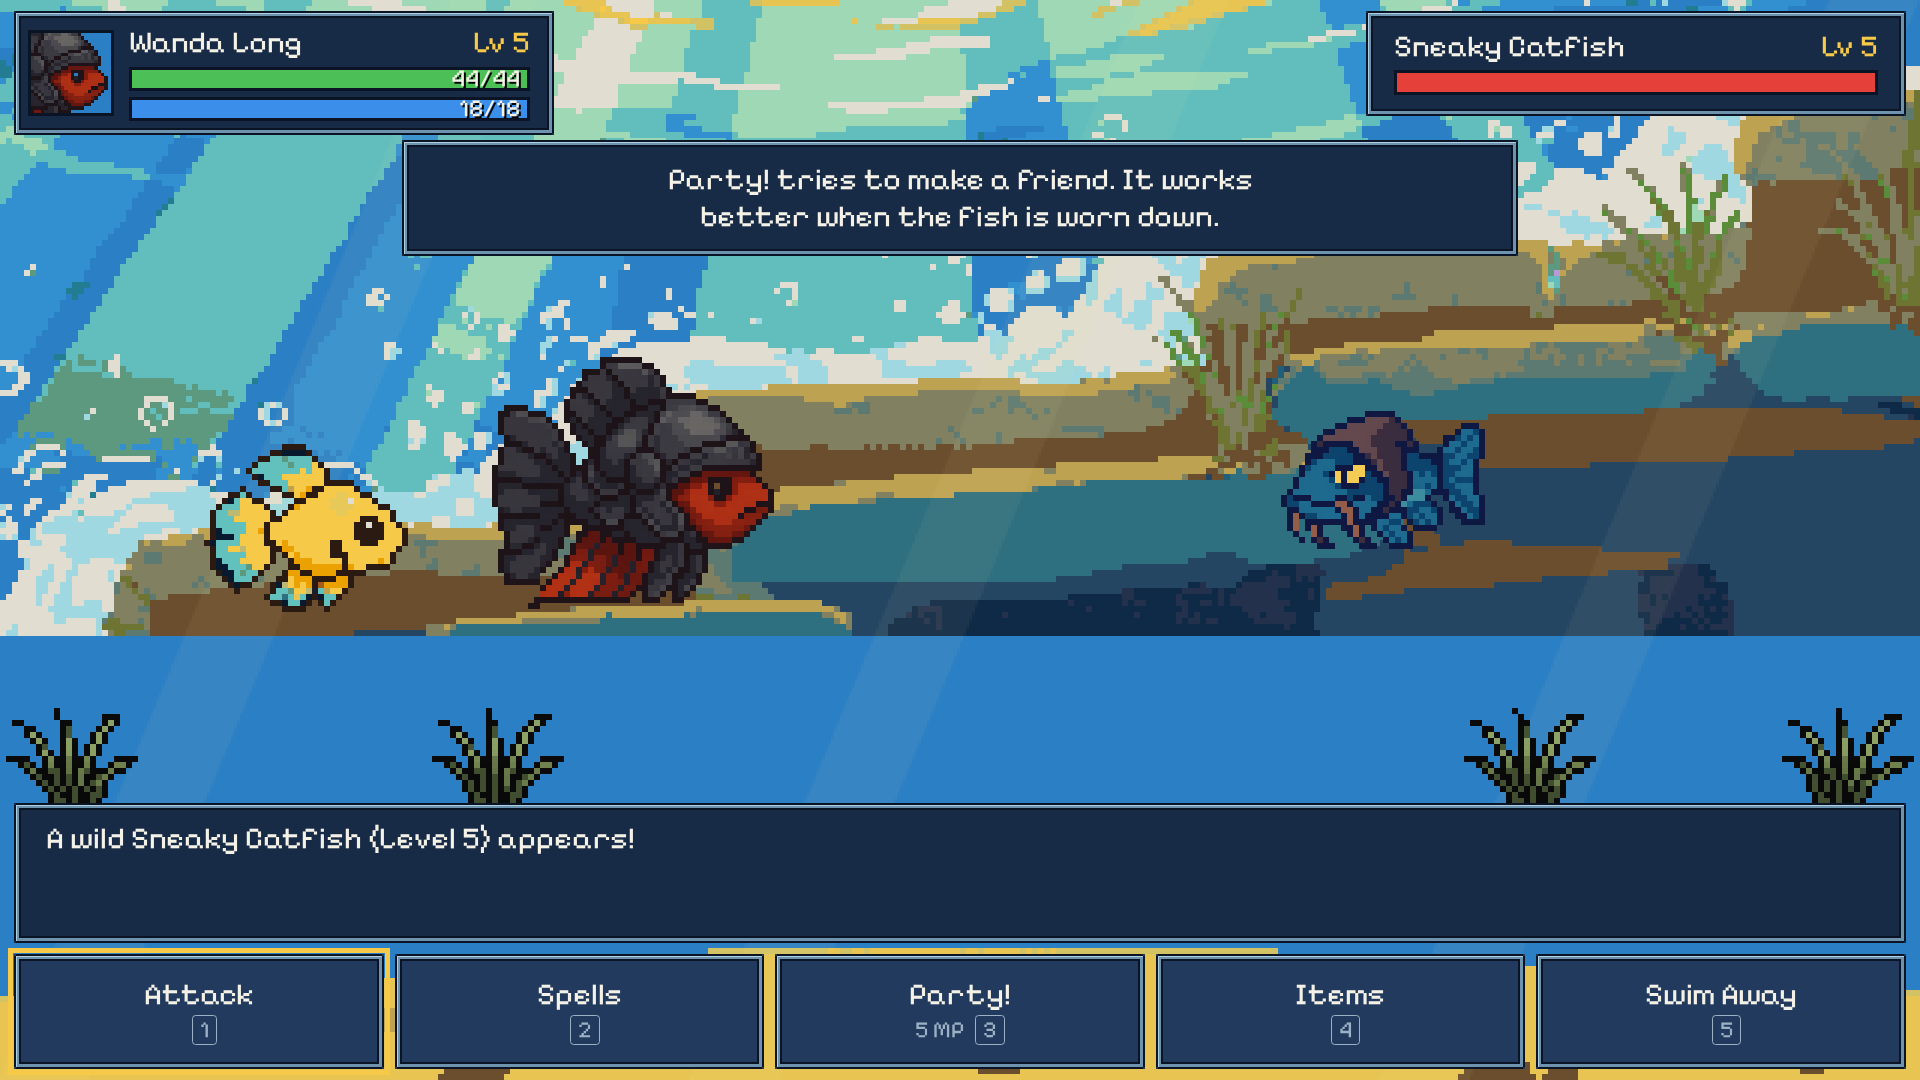 Wanda Long Lv 5
44/44
18/18
Sneaky Catfish Lv 5
Party! tries to make a friend. It works
better when the fish is worn down.
A wild Sneaky Catfish (Level 5) appears!
Attack
1
Spells
2
Party!
5 MP 3
Items
4
Swim Away
5